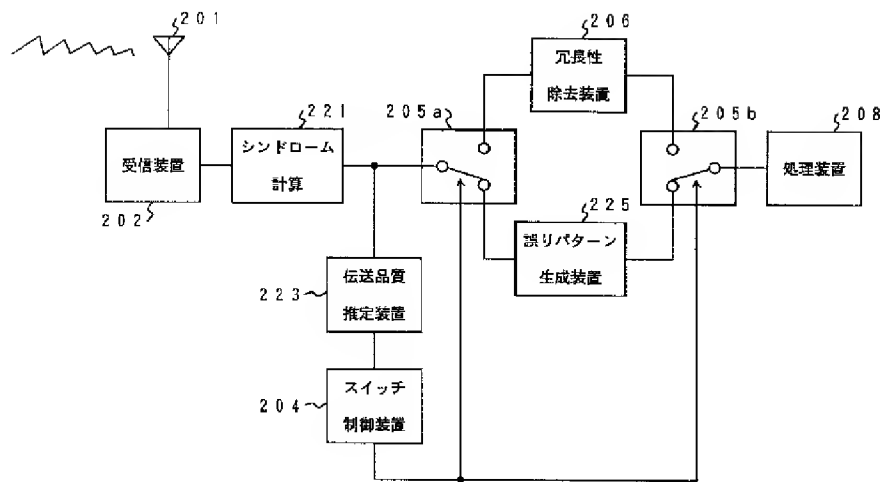 201
206
冗長性
除去装置
221
205a
205b
208
受信装置
シンドローム
計算
処理装置
202
225
誤りパターン
生成装置
伝送品質
推定装置
223
スイッチ
制御装置
204